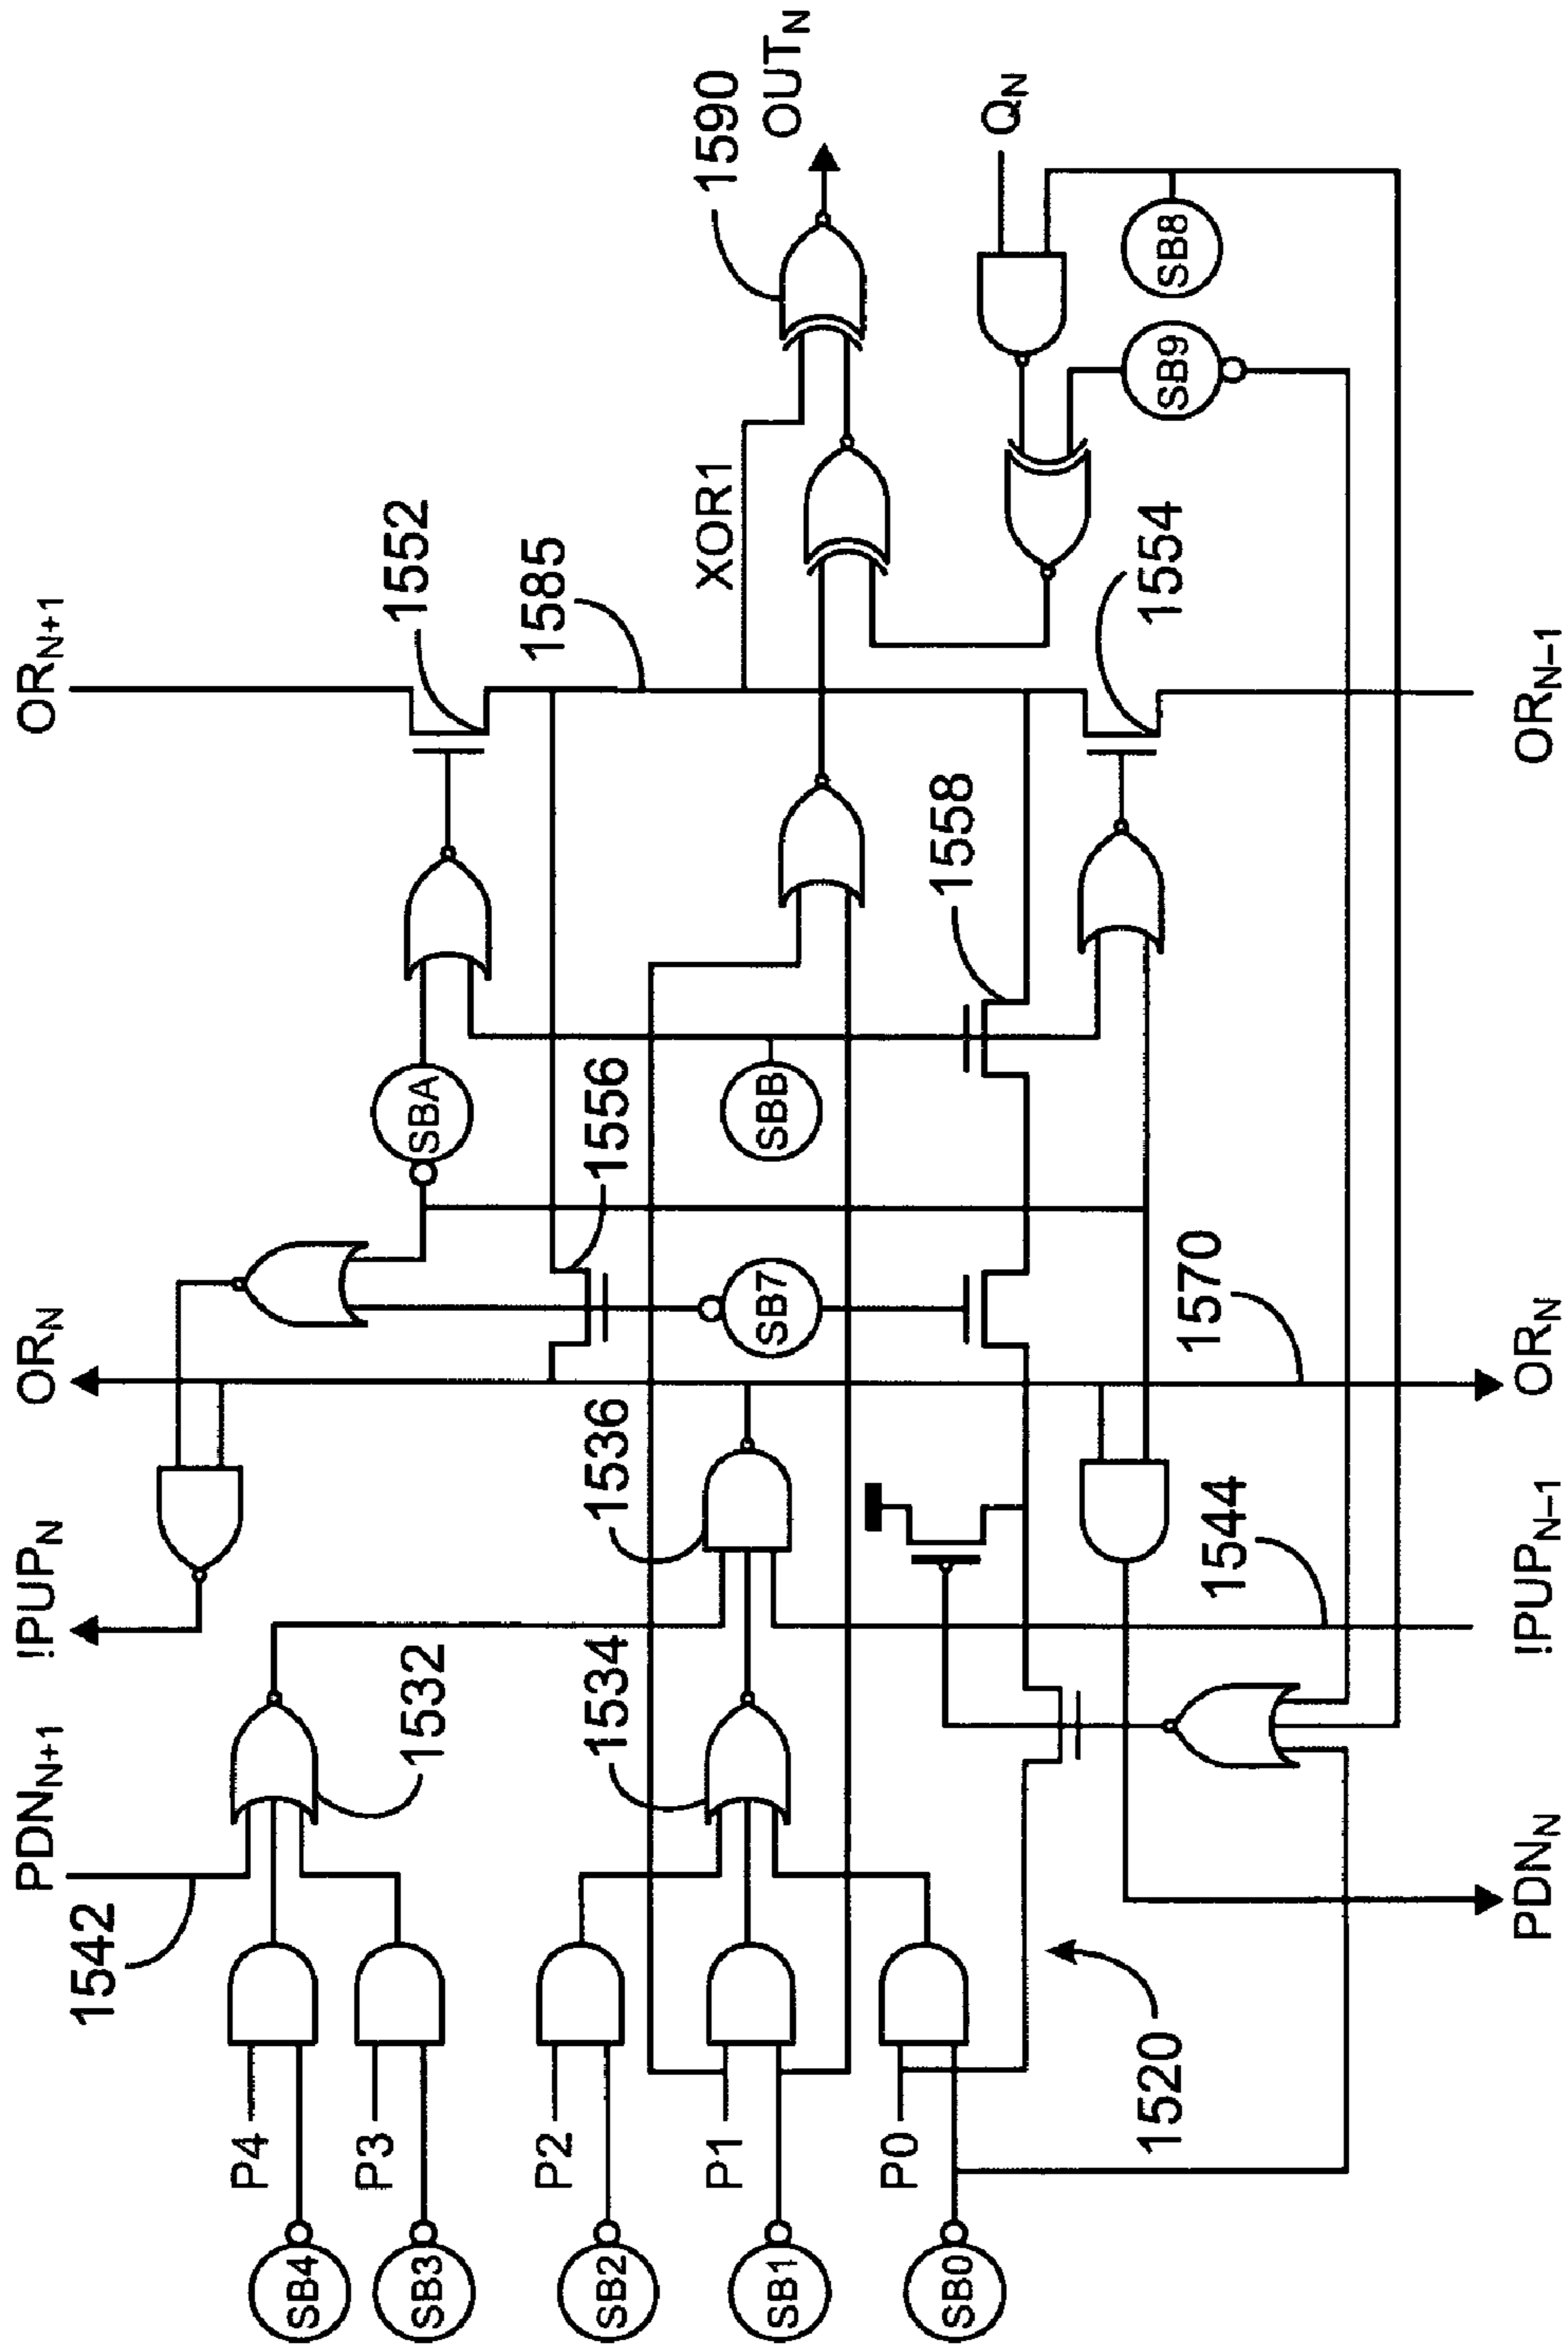 OR_N+1
1552
1585
XOR1
1590
OUT_N
Q_N
SB8
SB9
1554
OR_N–1
1558
SBA
1556
SBB
SB7
OR_N
1570
OR_N
!PUP_N
1536
1544
!PUP_N–1
PDN_N+1
1532
1534
1542
PDN_N
1520
P4
P3
P2
P1
P0
SB4
SB3
SB2
SB1
SB0